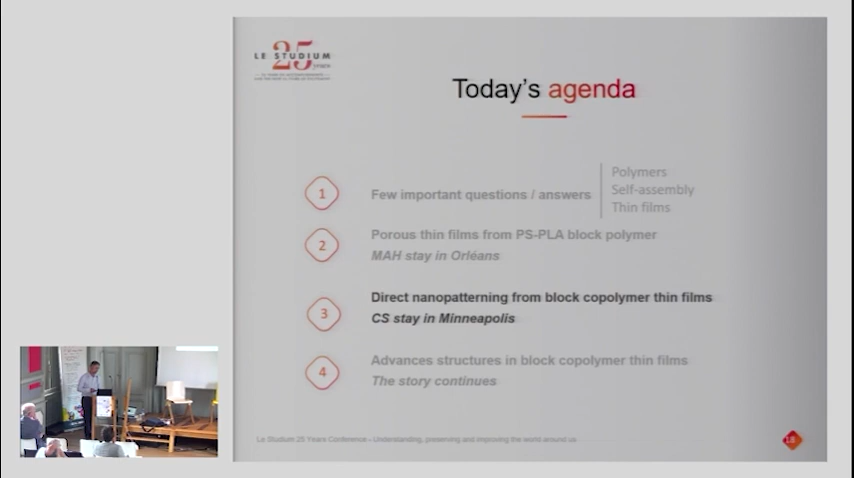 LE STUDIUM
25
years
Today's agenda
1
Few important questions / answers
Polymers
Self-assembly
Thin films
2
Porous thin films from PS-PLA block polymer
MAH stay in Orléans
3
Direct nanopatterning from block copolymer thin films
CS stay in Minneapolis
4
Advances structures in block copolymer thin films
The story continues
Le Studium 25 Years Conference - Understanding, preserving and improving the world around us
18